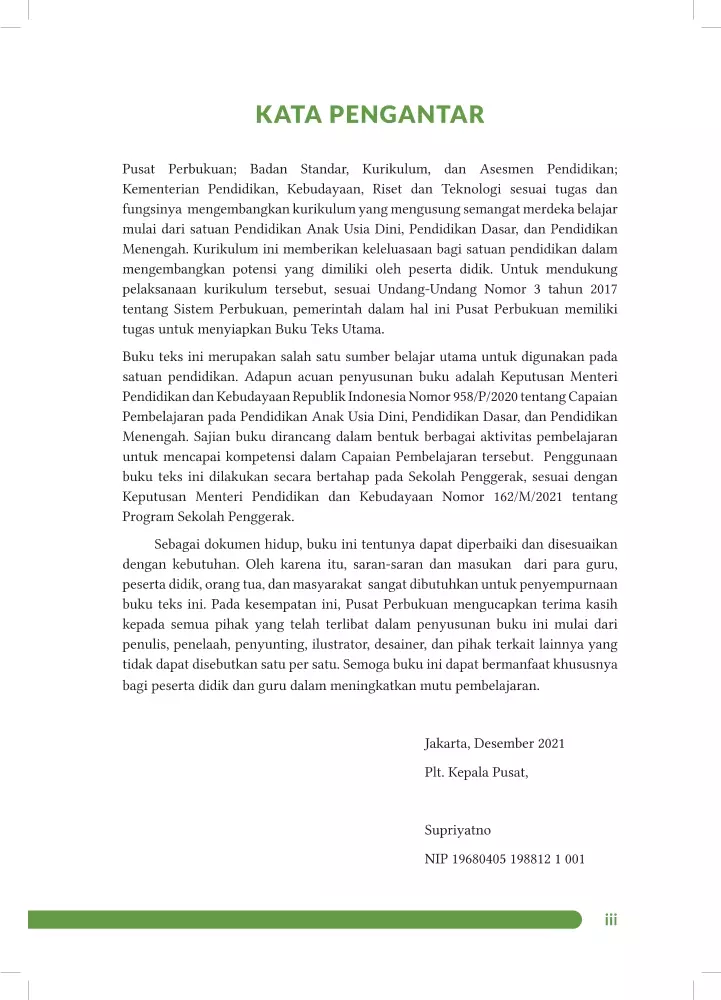 KATA PENGANTAR
Pusat Perbukuan; Badan Standar, Kurikulum, dan Asesmen Pendidikan;
Kementerian Pendidikan, Kebudayaan, Riset dan Teknologi sesuai tugas dan
fungsinya mengembangkan kurikulum yang mengusung semangat merdeka belajar
mulai dari satuan Pendidikan Anak Usia Dini, Pendidikan Dasar, dan Pendidikan
Menengah. Kurikulum ini memberikan keleluasaan bagi satuan pendidikan dalam
mengembangkan potensi yang dimiliki oleh peserta didik. Untuk mendukung
pelaksanaan kurikulum tersebut, sesuai Undang-Undang Nomor 3 tahun 2017
tentang Sistem Perbukuan, pemerintah dalam hal ini Pusat Perbukuan memiliki
tugas untuk menyiapkan Buku Teks Utama.
Buku teks ini merupakan salah satu sumber belajar utama untuk digunakan pada
satuan pendidikan. Adapun acuan penyusunan buku adalah Keputusan Menteri
Pendidikan dan Kebudayaan Republik Indonesia Nomor 958/P/2020 tentang Capaian
Pembelajaran pada Pendidikan Anak Usia Dini, Pendidikan Dasar, dan Pendidikan
Menengah. Sajian buku dirancang dalam bentuk berbagai aktivitas pembelajaran
untuk mencapai kompetensi dalam Capaian Pembelajaran tersebut. Penggunaan
buku teks ini dilakukan secara bertahap pada Sekolah Penggerak, sesuai dengan
Keputusan Menteri Pendidikan dan Kebudayaan Nomor 162/M/2021 tentang
Program Sekolah Penggerak.
Sebagai dokumen hidup, buku ini tentunya dapat diperbaiki dan disesuaikan
dengan kebutuhan. Oleh karena itu, saran-saran dan masukan dari para guru,
peserta didik, orang tua, dan masyarakat sangat dibutuhkan untuk penyempurnaan
buku teks ini. Pada kesempatan ini, Pusat Perbukuan mengucapkan terima kasih
kepada semua pihak yang telah terlibat dalam penyusunan buku ini mulai dari
penulis, penelaah, penyunting, ilustrator, desainer, dan pihak terkait lainnya yang
tidak dapat disebutkan satu per satu. Semoga buku ini dapat bermanfaat khususnya
bagi peserta didik dan guru dalam meningkatkan mutu pembelajaran.
Jakarta, Desember 2021
Plt. Kepala Pusat,
Supriyatno
NIP 19680405 198812 1 001
iii